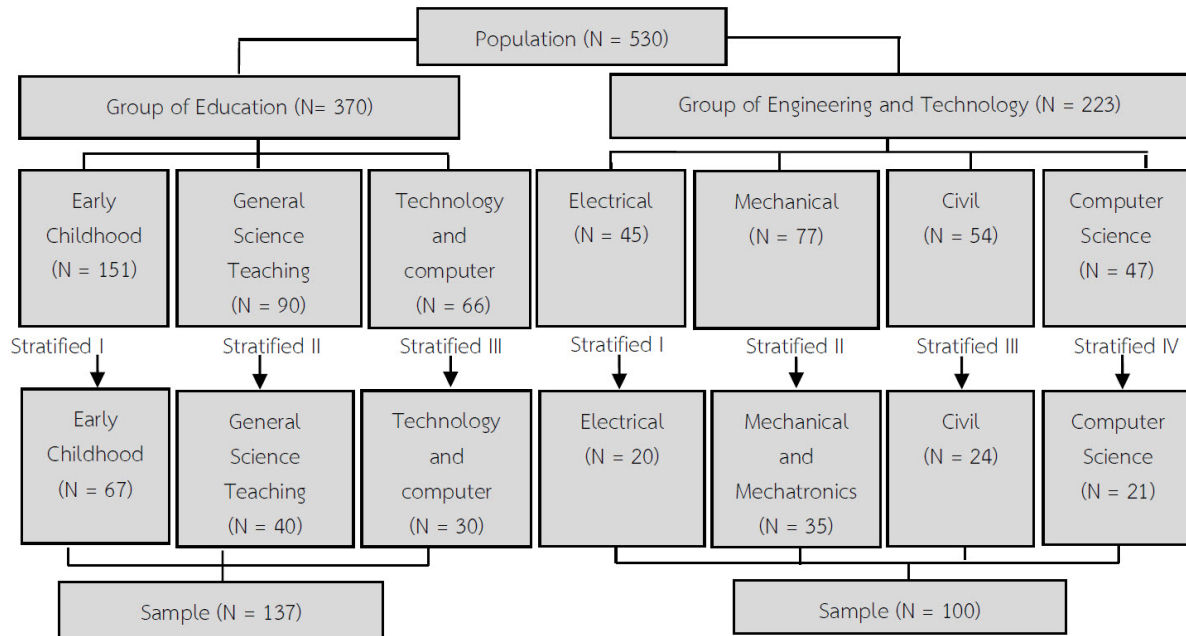 Population (N = 530)
Group of Education (N= 370)
Group of Engineering and Technology (N = 223)
Early
Childhood
(N = 151)
General
Science
Teaching
(N = 90)
Technology
and
computer
(N = 66)
Electrical
(N = 45)
Mechanical
(N = 77)
Civil
(N = 54)
Computer
Science
(N = 47)
Stratified I
Stratified II
Stratified III
Stratified I
Stratified II
Stratified III
Stratified IV
Early
Childhood
(N = 67)
General
Science
Teaching
(N = 40)
Technology
and
computer
(N = 30)
Electrical
(N = 20)
Mechanical
and
Mechatronics
(N = 35)
Civil
(N = 24)
Computer
Science
(N = 21)
Sample (N = 137)
Sample (N = 100)